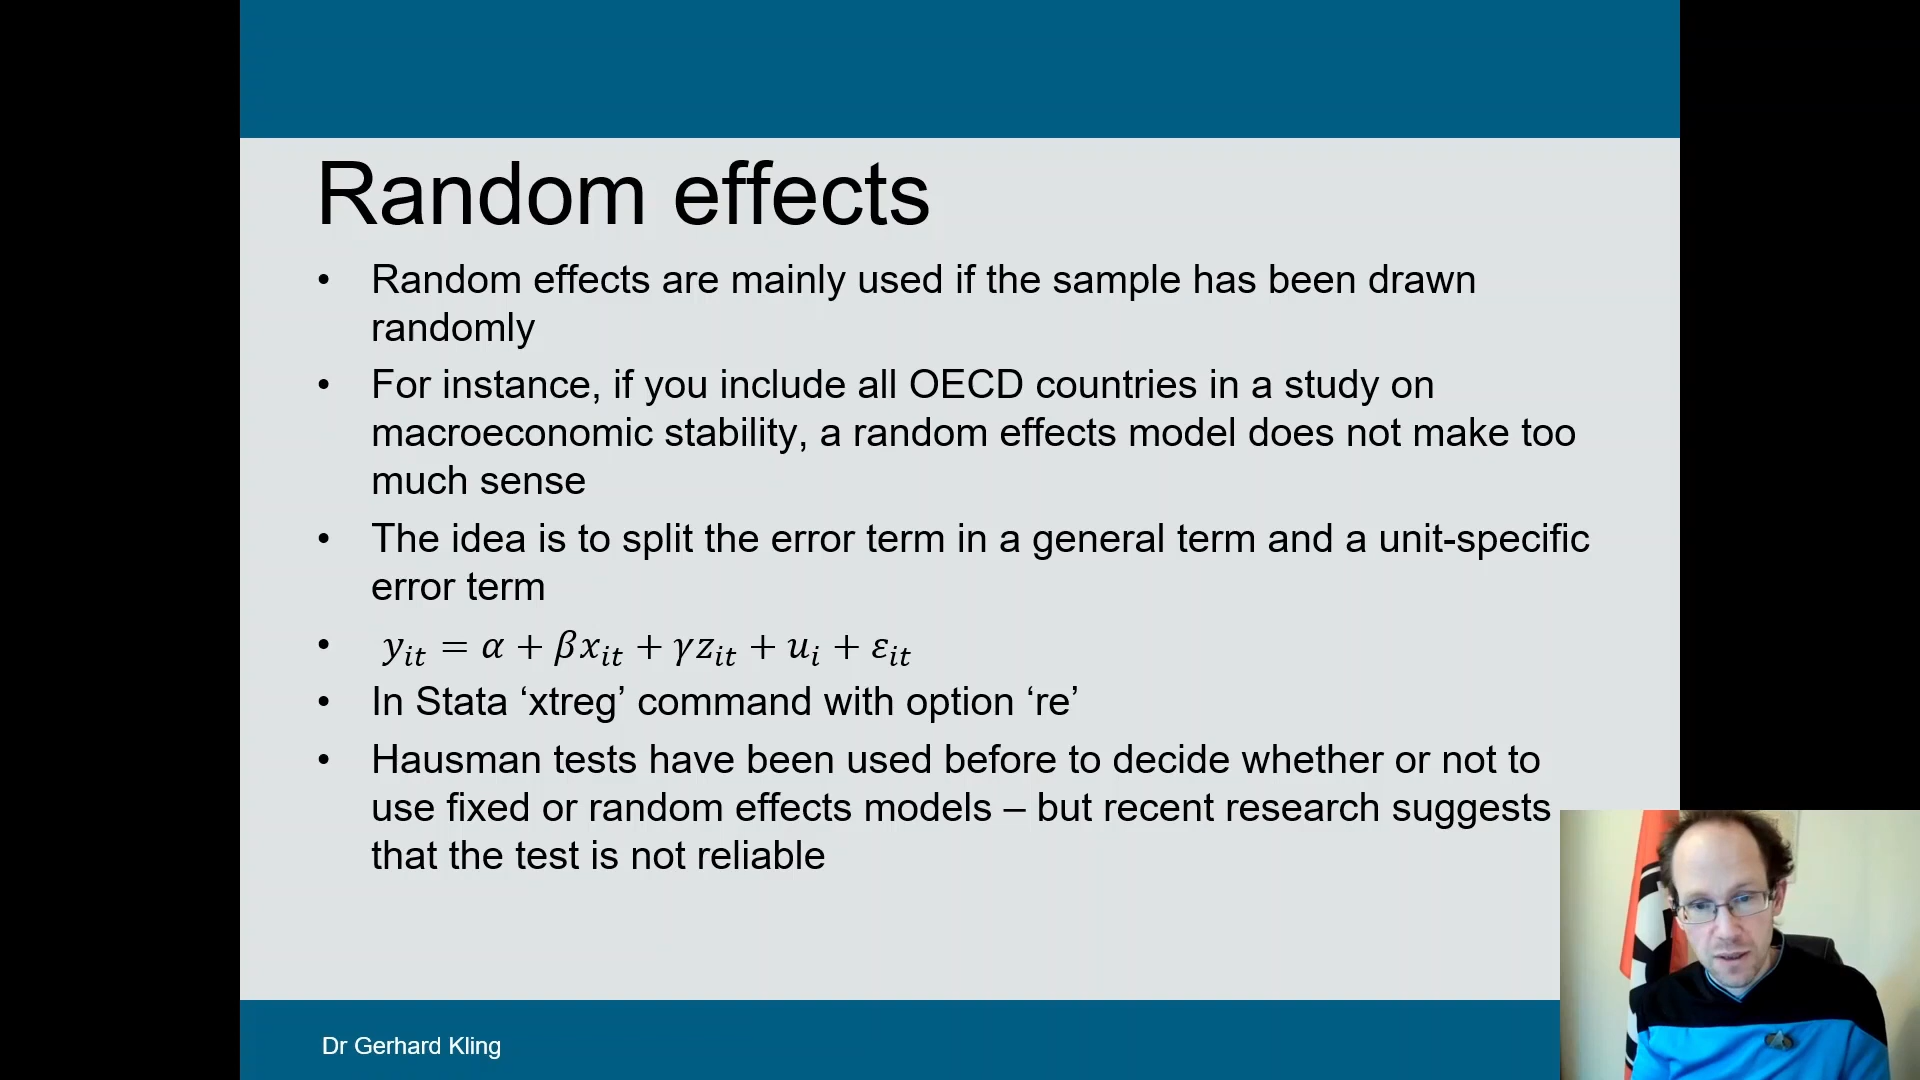 Random effects
• Random effects are mainly used if the sample has been drawn
randomly
• For instance, if you include all OECD countries in a study on
macroeconomic stability, a random effects model does not make too
much sense
• The idea is to split the error term in a general term and a unit-specific
error term
• 𝑦ᵢₜ = 𝛼 + 𝛽𝑥ᵢₜ + 𝛾𝑧ᵢₜ + 𝑢ᵢ + 𝜀ᵢₜ
• In Stata ‘xtreg’ command with option ‘re’
• Hausman tests have been used before to decide whether or not to
use fixed or random effects models – but recent research suggests
that the test is not reliable
Dr Gerhard Kling